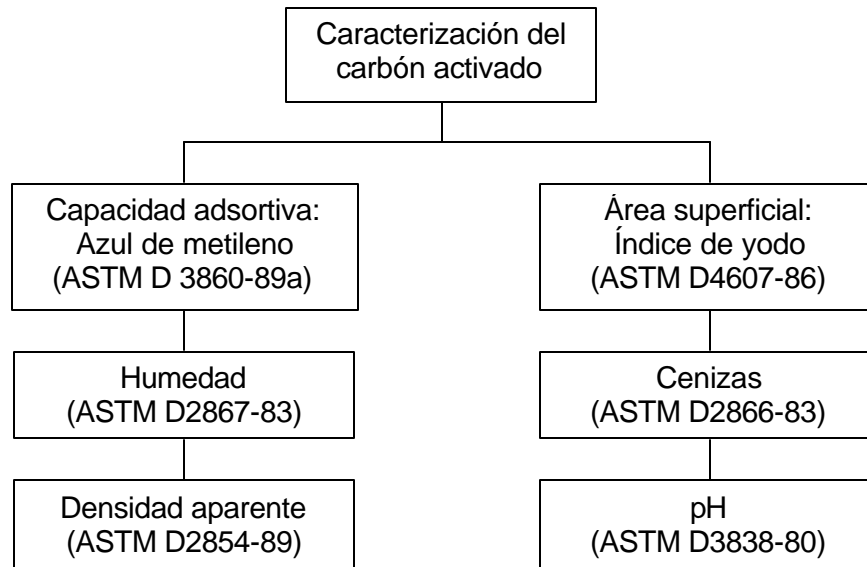 Caracterización del
carbón activado
Capacidad adsortiva:
Azul de metileno
(ASTM D 3860-89a)
Área superficial:
Índice de yodo
(ASTM D4607-86)
Humedad
(ASTM D2867-83)
Cenizas
(ASTM D2866-83)
Densidad aparente
(ASTM D2854-89)
pH
(ASTM D3838-80)